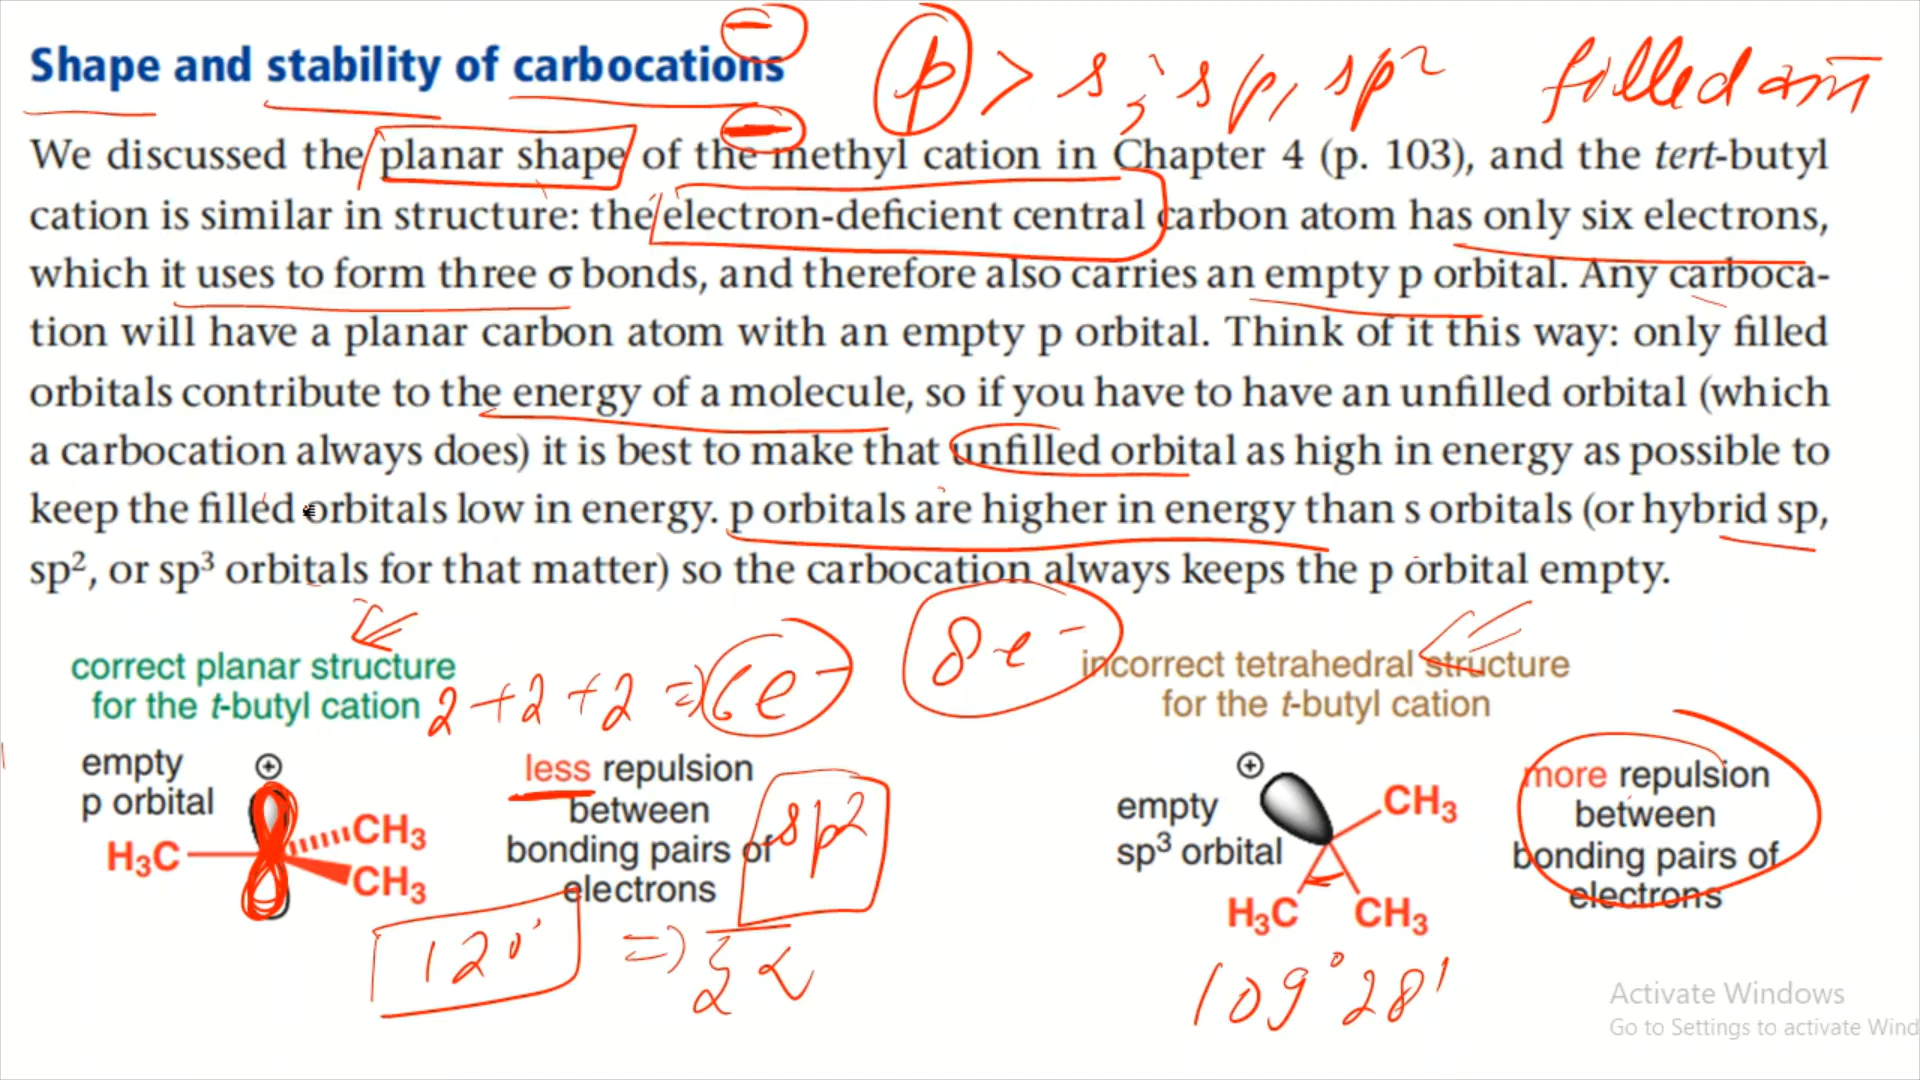 Shape and stability of carbocations
p > s, sp, sp²
We discussed the planar shape of the methyl cation in Chapter 4 (p. 103), and the tert-butyl
cation is similar in structure: the electron-deficient central carbon atom has only six electrons,
which it uses to form three σ bonds, and therefore also carries an empty p orbital. Any carboca-
tion will have a planar carbon atom with an empty p orbital. Think of it this way: only filled
orbitals contribute to the energy of a molecule, so if you have to have an unfilled orbital (which
a carbocation always does) it is best to make that unfilled orbital as high in energy as possible to
keep the filled orbitals low in energy. p orbitals are higher in energy than s orbitals (or hybrid sp,
sp², or sp³ orbitals for that matter) so the carbocation always keeps the p orbital empty.
correct planar structure
for the t-butyl cation
2 + 2 + 2 ⇒ 6e⁻
8e⁻
empty
p orbital
⊕
H₃C
CH₃
CH₃
less repulsion
between
bonding pairs of
electrons
sp²
120°
incorrect tetrahedral structure
for the t-butyl cation
empty
sp³ orbital
⊕
CH₃
H₃C
CH₃
more repulsion
between
bonding pairs of
electrons
109°28'
Activate Windows
Go to Settings to activate Wind